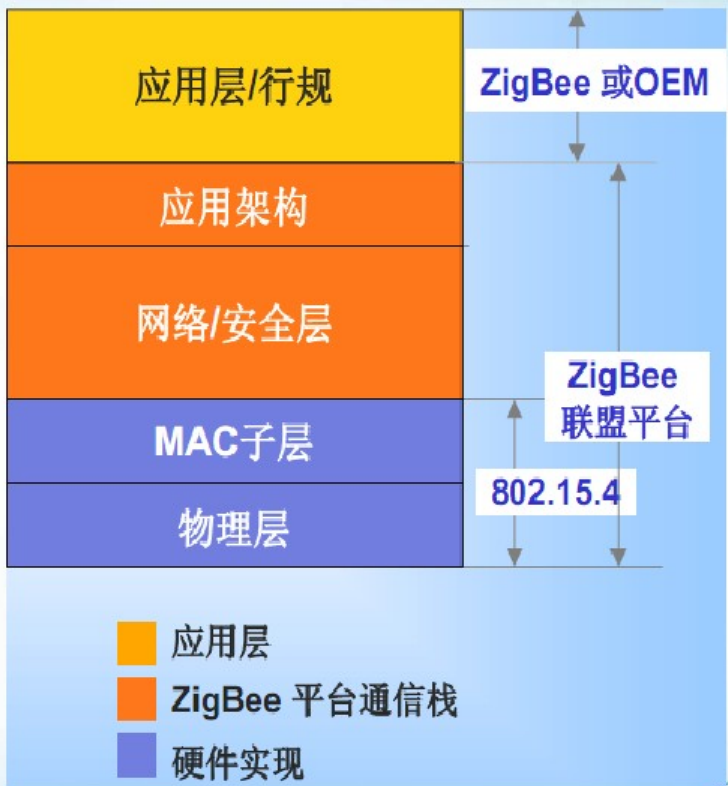 应用层/行规
ZigBee 或OEM
应用架构
网络/安全层
ZigBee
联盟平台
MAC子层
802.15.4
物理层
应用层
ZigBee 平台通信栈
硬件实现